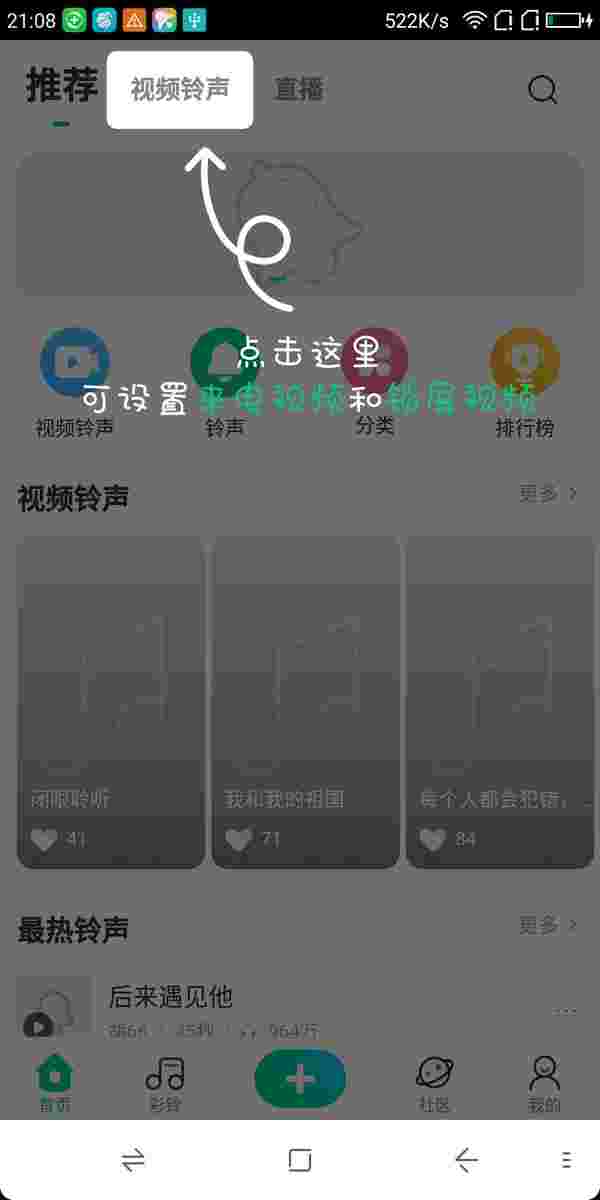 21:08
522K/s
推荐 视频铃声 直播
点击这里
可设置来电视频和锁屏视频
视频铃声 铃声 分类 排行榜
视频铃声 更多
闭眼聆听 我和我的祖国 每个人都会犯错，...
41 71 84
最热铃声 更多
后来遇见他
胡66 45秒 964万
首页 彩铃 社区 我的